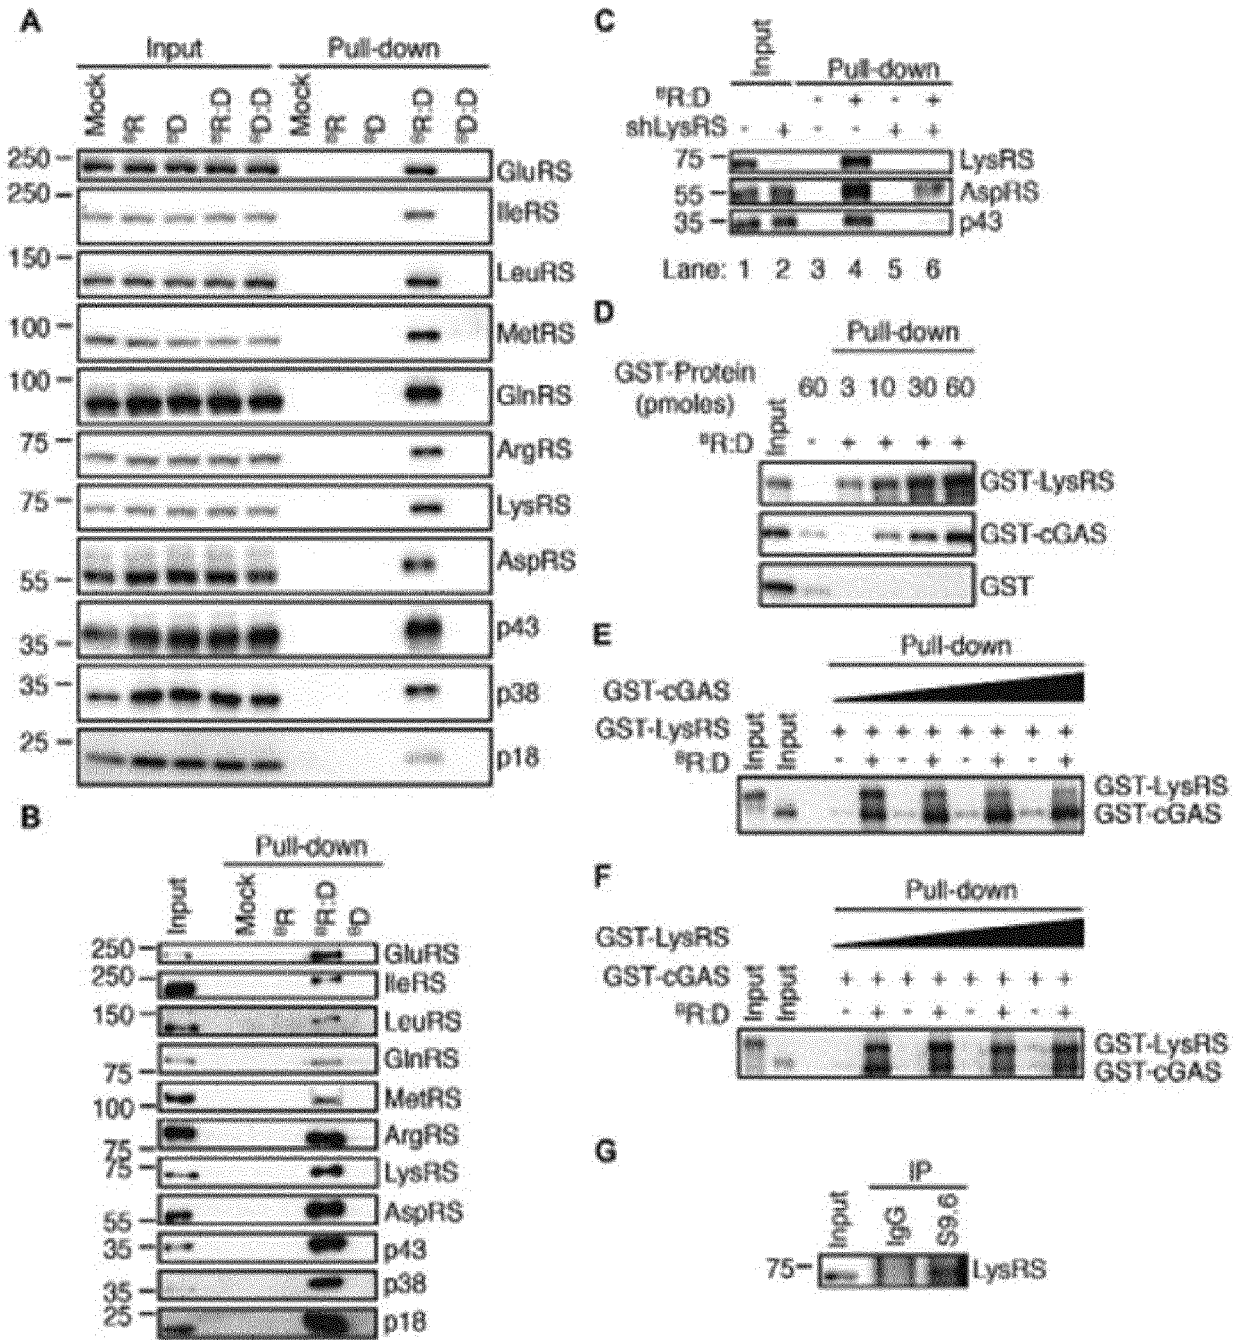 A
Input Pull-down
Mock ᴮR ᴮD ᴮR:D ᴮD:D Mock ᴮR ᴮD ᴮR:D ᴮD:D
250 GluRS
250 IleRS
150 LeuRS
100 MetRS
100 GlnRS
75 ArgRS
75 LysRS
55 AspRS
35 p43
35 p38
25 p18
B
Pull-down
Input Mock ᴮR ᴮR:D ᴮD
250 GluRS
250 IleRS
150 LeuRS
75 GlnRS
100 MetRS
75 ArgRS
75 LysRS
55 AspRS
35 p43
35 p38
25 p18
C
Input Pull-down
ᴮR:D - + - +
shLysRS - + - - + +
75 LysRS
55 AspRS
35 p43
Lane: 1 2 3 4 5 6
D
Pull-down
GST-Protein (pmoles) 60 3 10 30 60
Input
ᴮR:D - + + + +
GST-LysRS
GST-cGAS
GST
E
Pull-down
GST-cGAS
GST-LysRS Input Input + + + + + + + +
ᴮR:D - + - + - + - +
GST-LysRS
GST-cGAS
F
Pull-down
GST-LysRS
GST-cGAS Input Input + + + + + + + +
ᴮR:D - + - + - + - +
GST-LysRS
GST-cGAS
G
IP
Input IgG S9.6
75 LysRS